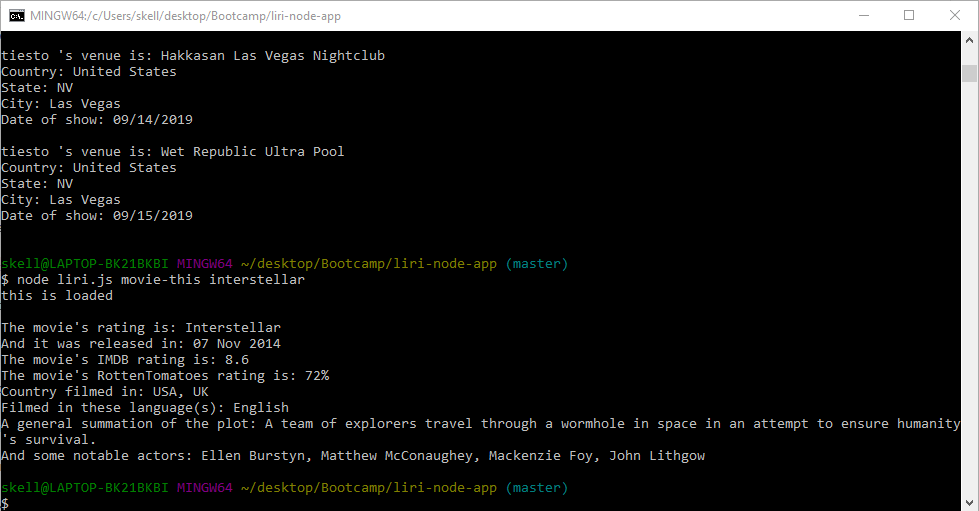 MINGW64:/c/Users/skell/desktop/Bootcamp/liri-node-app
tiesto 's venue is: Hakkasan Las Vegas Nightclub
Country: United States
State: NV
City: Las Vegas
Date of show: 09/14/2019
tiesto 's venue is: Wet Republic Ultra Pool
Country: United States
State: NV
City: Las Vegas
Date of show: 09/15/2019
skell@LAPTOP-BK21BKBI MINGW64 ~/desktop/Bootcamp/liri-node-app (master)
$ node liri.js movie-this interstellar
this is loaded
The movie's rating is: Interstellar
And it was released in: 07 Nov 2014
The movie's IMDB rating is: 8.6
The movie's RottenTomatoes rating is: 72%
Country filmed in: USA, UK
Filmed in these language(s): English
A general summation of the plot: A team of explorers travel through a wormhole in space in an attempt to ensure humanity
's survival.
And some notable actors: Ellen Burstyn, Matthew McConaughey, Mackenzie Foy, John Lithgow
skell@LAPTOP-BK21BKBI MINGW64 ~/desktop/Bootcamp/liri-node-app (master)
$